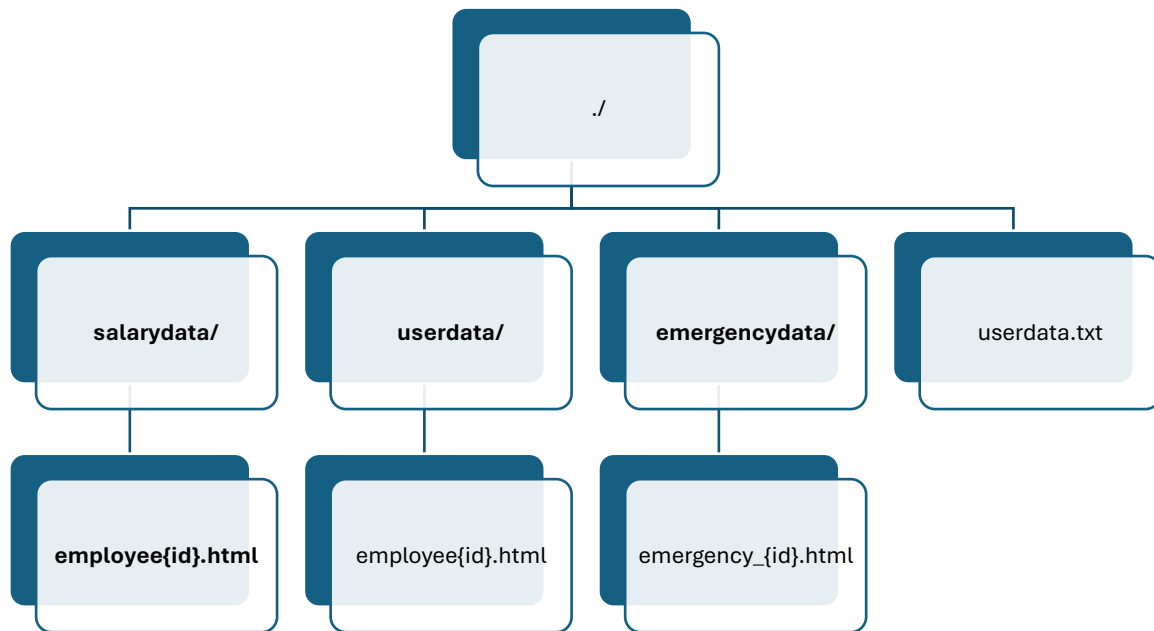 ./
salarydata/
userdata/
emergencydata/
userdata.txt
employee{id}.html
employee{id}.html
emergency_{id}.html